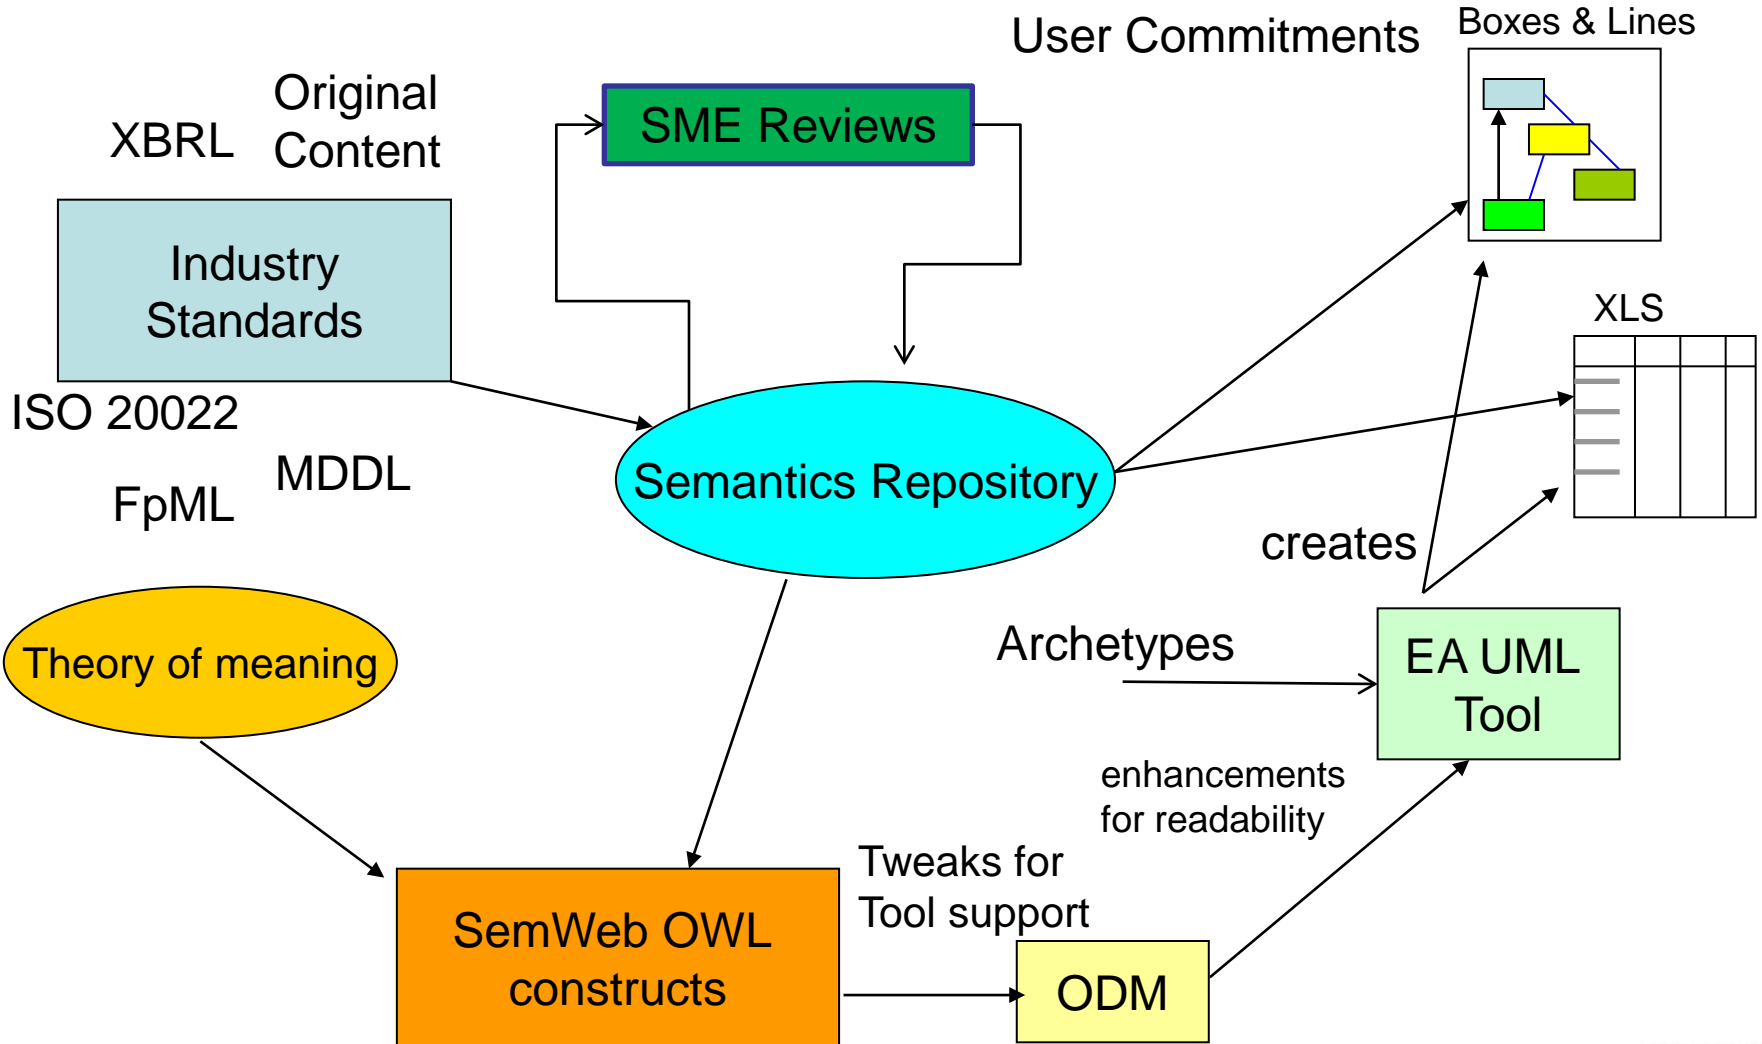 User Commitments
Boxes & Lines
Original
Content
XBRL
SME Reviews
Industry
Standards
XLS
ISO 20022
MDDL
FpML
Semantics Repository
creates
Theory of meaning
Archetypes
EA UML
Tool
enhancements
for readability
Tweaks for
Tool support
SemWeb OWL
constructs
ODM